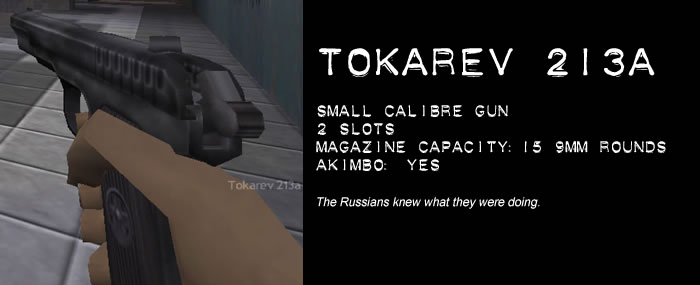 TOKAREV 213A
SMALL CALIBRE GUN
2 SLOTS
MAGAZINE CAPACITY: 15 9MM ROUNDS
AKIMBO: YES
Tokarev 213a
The Russians knew what they were doing.